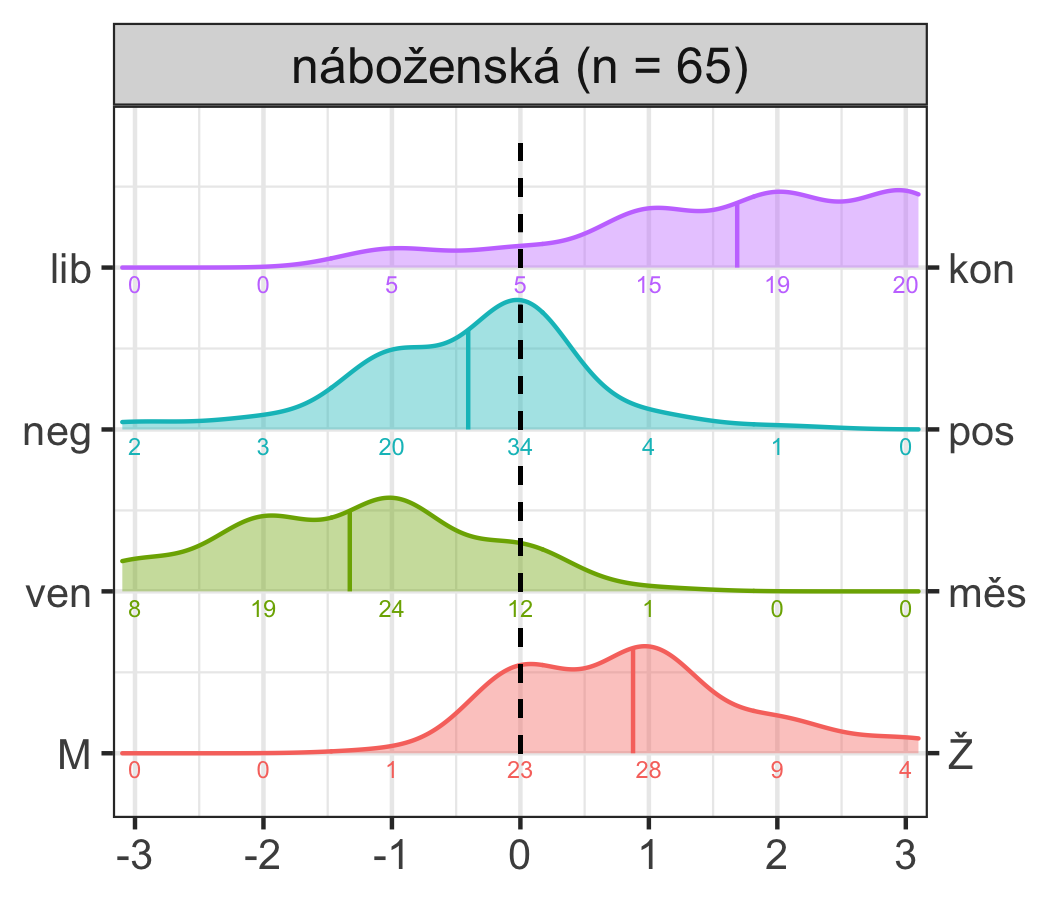 náboženská (n = 65)
lib kon
0 0 5 5 15 19 20
neg pos
2 3 20 34 4 1 0
ven měs
8 19 24 12 1 0 0
M Ž
0 0 1 23 28 9 4
-3 -2 -1 0 1 2 3